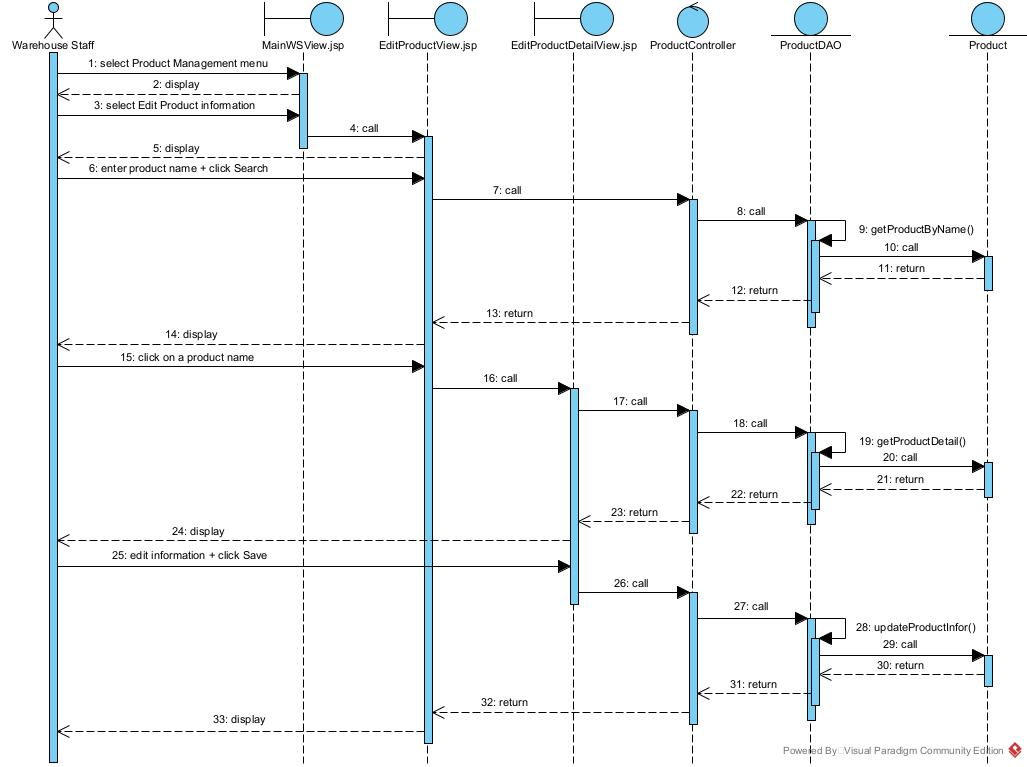 Warehouse Staff
MainWSView.jsp
EditProductView.jsp
EditProductDetailView.jsp
ProductController
ProductDAO
Product
1: select Product Management menu
2: display
3: select Edit Product information
4: call
5: display
6: enter product name + click Search
7: call
8: call
9: getProductByName()
10: call
11: return
12: return
13: return
14: display
15: click on a product name
16: call
17: call
18: call
19: getProductDetail()
20: call
21: return
22: return
23: return
24: display
25: edit information + click Save
26: call
27: call
28: updateProductInfor()
29: call
30: return
31: return
32: return
33: display
Powered By Visual Paradigm Community Edition